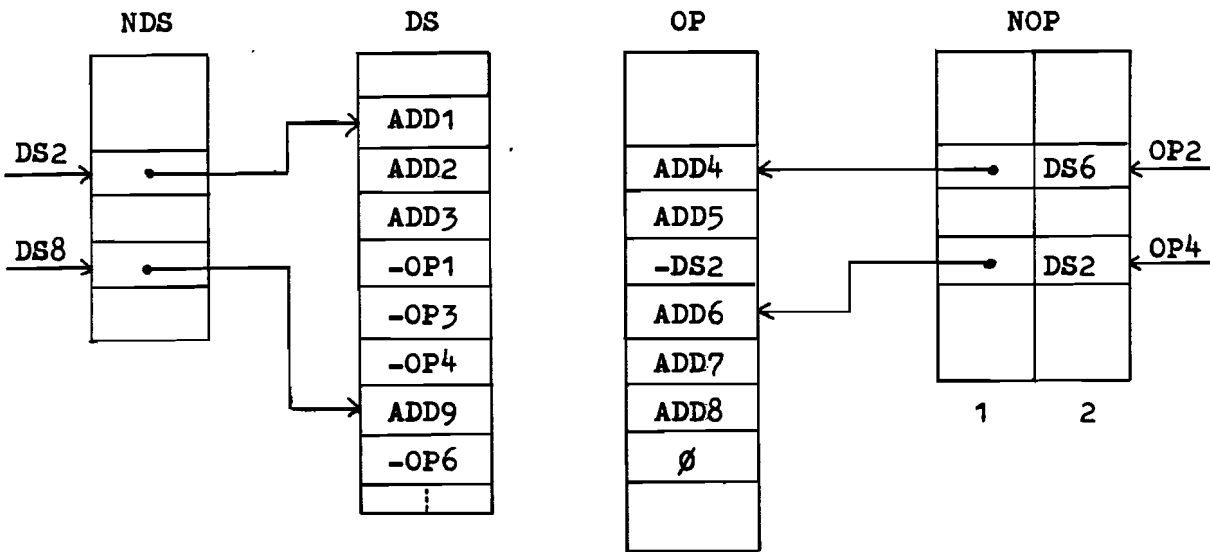 NDS
DS2
DS8
DS
ADD1
ADD2
ADD3
-OP1
-OP3
-OP4
ADD9
-OP6
OP
ADD4
ADD5
-DS2
ADD6
ADD7
ADD8
Ø
NOP
DS6
DS2
OP2
OP4
1 2